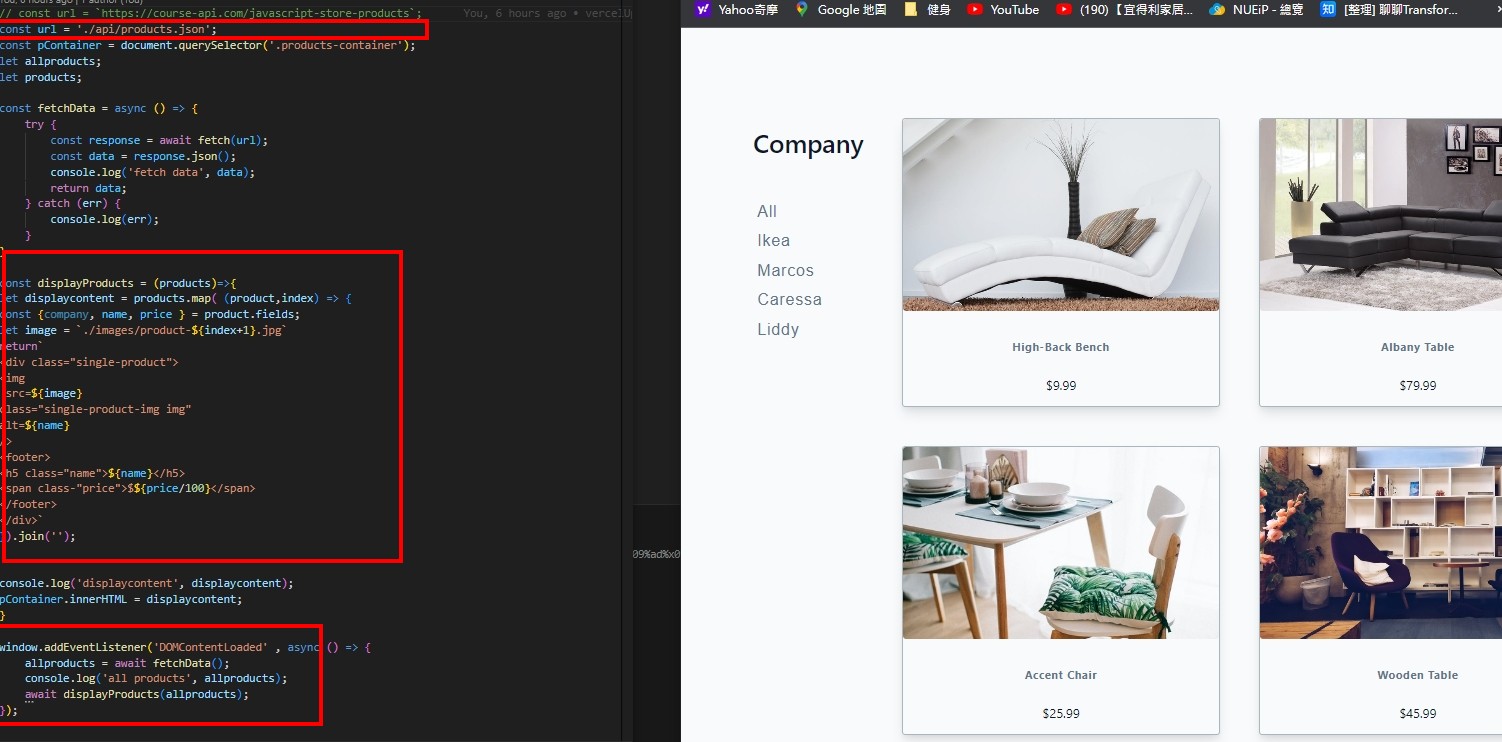 // const url = `https://course-api.com/javascript-store-products`;
You, 6 hours ago • vercel
const url = './api/products.json';
const pContainer = document.querySelector('.products-container');
let allproducts;
let products;
const fetchData = async () => {
try {
const response = await fetch(url);
const data = response.json();
console.log('fetch data', data);
return data;
} catch (err) {
console.log(err);
}
const displayProducts = (products)=>{
let displaycontent = products.map( (product,index) => {
const {company, name, price } = product.fields;
let image = `./images/product-${index+1}.jpg`
return`
<div class="single-product">
<img
src=${image}
class="single-product-img img"
alt=${name}
/>
<footer>
<h5 class="name">${name}</h5>
<span class="price">$${price/100}</span>
</footer>
</div>`
}).join('');
console.log('displaycontent', displaycontent);
pContainer.innerHTML = displaycontent;
}
window.addEventListener('DOMContentLoaded' , async () => {
allproducts = await fetchData();
console.log('all products', allproducts);
await displayProducts(allproducts);
});
09%ad%x0
Yahoo奇摩
Google 地圖
健身
YouTube
(190)【宜得利家居...
NUEiP - 總覽
知
[整理] 聊聊Transfor...
Company
All
Ikea
Marcos
Caressa
Liddy
High-Back Bench
$9.99
Albany Table
$79.99
Accent Chair
$25.99
Wooden Table
$45.99